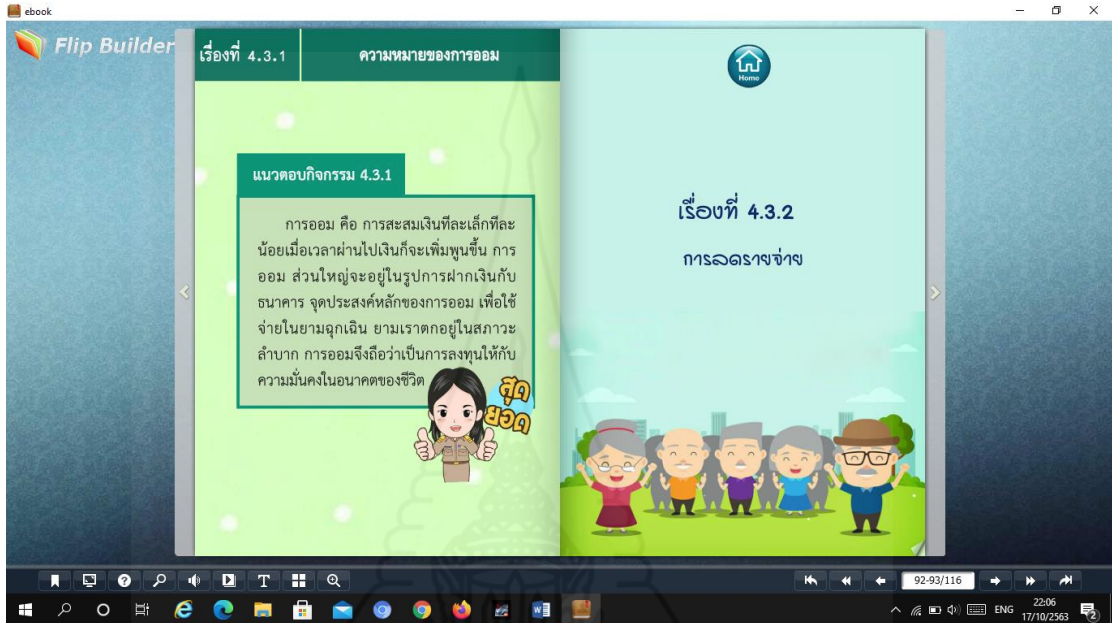 ebook
Flip Builder
เรื่องที่ 4.3.1
ความหมายของการออม
แนวตอบกิจกรรม 4.3.1
การออม คือ การสะสมเงินทีละเล็กทีละ
น้อยเมื่อเวลาผ่านไปเงินก็จะเพิ่มพูนขึ้น การ
ออม ส่วนใหญ่จะอยู่ในรูปการฝากเงินกับ
ธนาคาร จุดประสงค์หลักของการออม เพื่อใช้
จ่ายในยามฉุกเฉิน ยามเราตกอยู่ในสภาวะ
ลำบาก การออมจึงถือว่าเป็นการลงทุนให้กับ
ความมั่นคงในอนาคตของชีวิต
สุด
ยอด
Home
เรื่องที่ 4.3.2
การลดรายจ่าย
92-93/116
ENG
22:06
17/10/2563
2